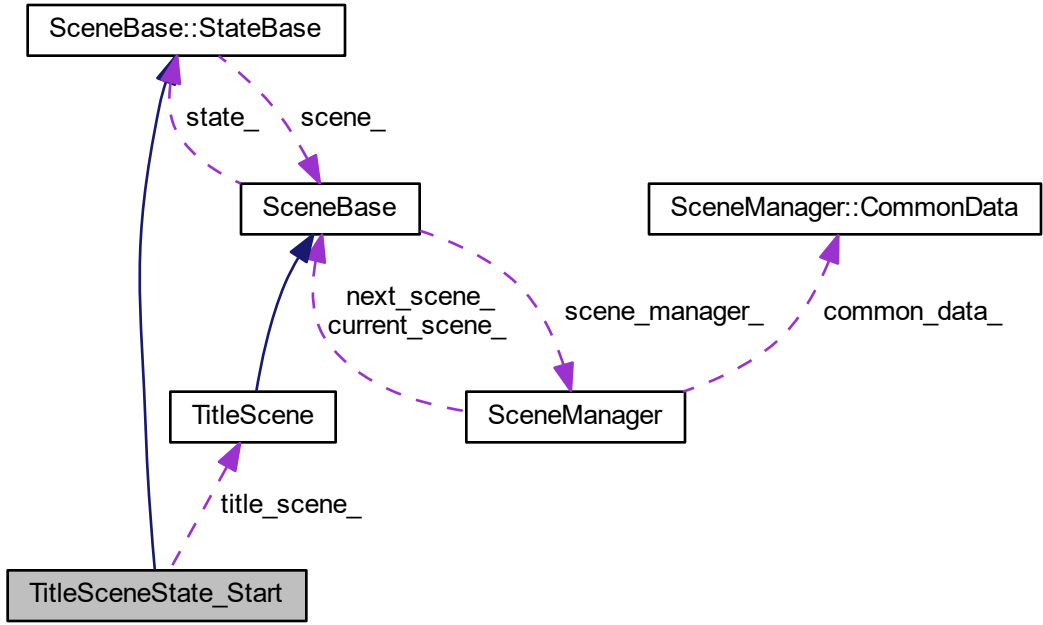 SceneBase::StateBase
state_
scene_
SceneBase
SceneManager::CommonData
next_scene_
current_scene_
scene_manager_
common_data_
TitleScene
SceneManager
title_scene_
TitleSceneState_Start